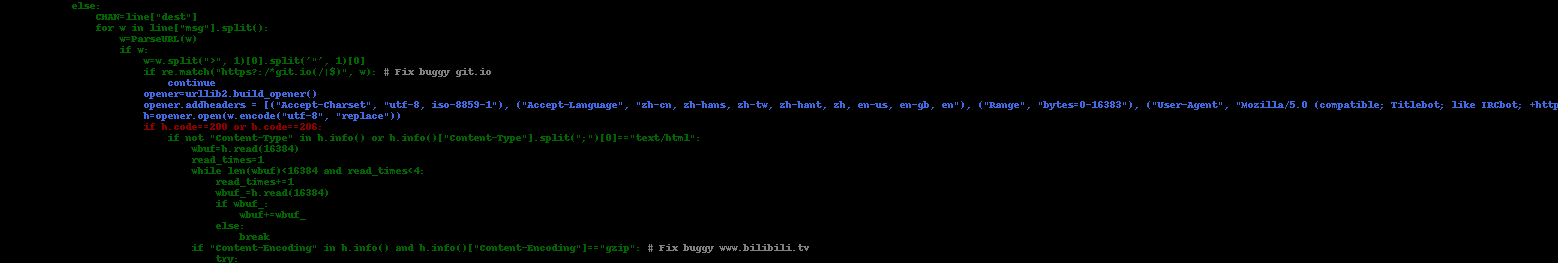 else:
CHAN=line["dest"]
for w in line["msg"].split():
w=ParseURL(w)
if w:
w=w.split(">", 1)[0].split('"', 1)[0]
if re.match("https?:/*git.io(/|$)", w): # Fix buggy git.io
continue
opener=urllib2.build_opener()
opener.addheaders = [("Accept-Charset", "utf-8, iso-8859-1"), ("Accept-Language", "zh-cn, zh-hans, zh-tw, zh-hant, zh, en-us, en-gb, en"), ("Range", "bytes=0-16383"), ("User-Agent", "Mozilla/5.0 (compatible; Titlebot; like IRCbot; +http
h=opener.open(w.encode("utf-8", "replace"))
if h.code==200 or h.code==206:
if not "Content-Type" in h.info() or h.info()["Content-Type"].split(";")[0]=="text/html":
wbuf=h.read(16384)
read_times=1
while len(wbuf)<16384 and read_times<4:
read_times+=1
wbuf_=h.read(16384)
if wbuf_:
wbuf+=wbuf_
else:
break
if "Content-Encoding" in h.info() and h.info()["Content-Encoding"]=="gzip": # Fix buggy www.bilibili.tv
try: